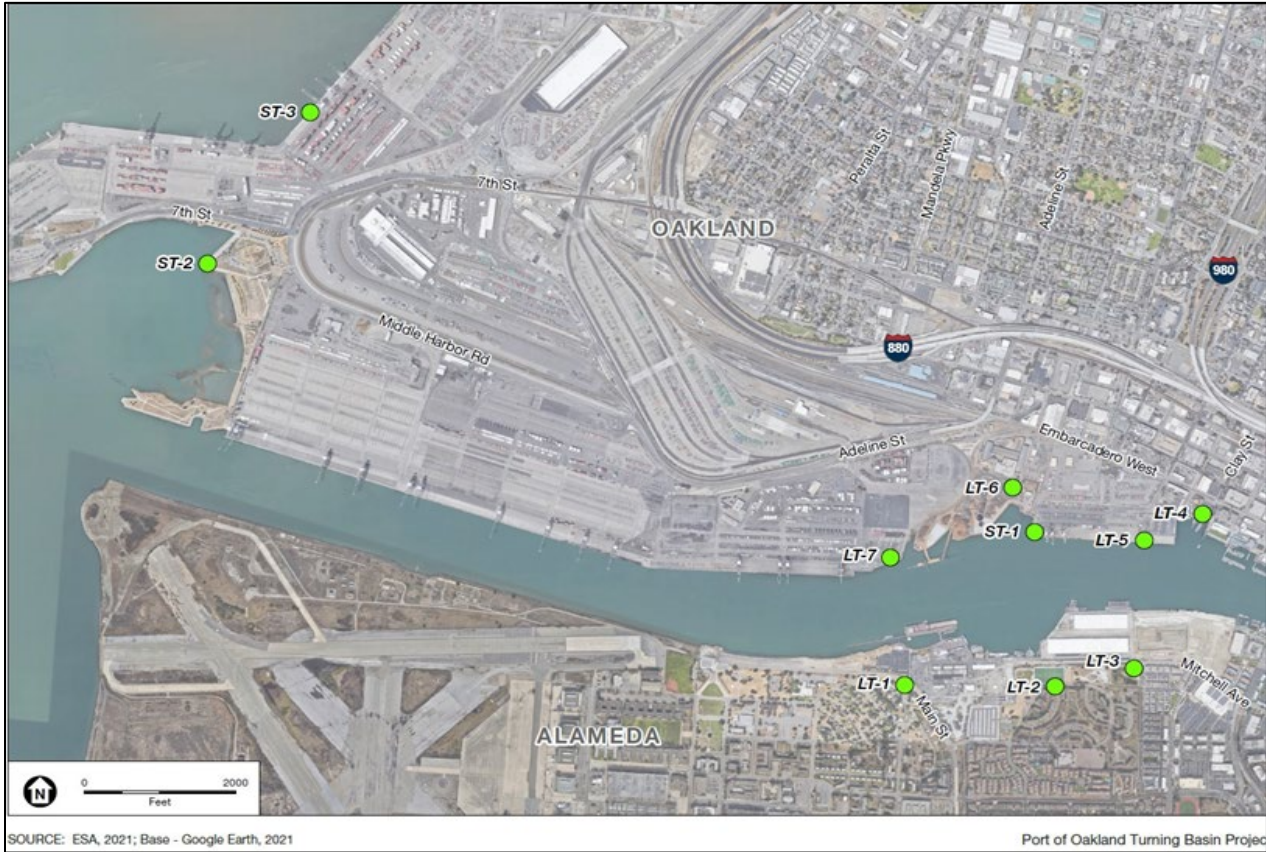 ST-3
Peralta St
Mandela Pkwy
Adeline St
7th St
7th St
OAKLAND
ST-2
980
Middle Harbor Rd
880
Embarcadero West
Clay St
Adeline St
LT-6
LT-4
ST-1
LT-5
LT-7
LT-3
LT-1
LT-2
Mitchell Ave
Main St
ALAMEDA
N
0 2000
Feet
SOURCE: ESA, 2021; Base - Google Earth, 2021
Port of Oakland Turning Basin Projec